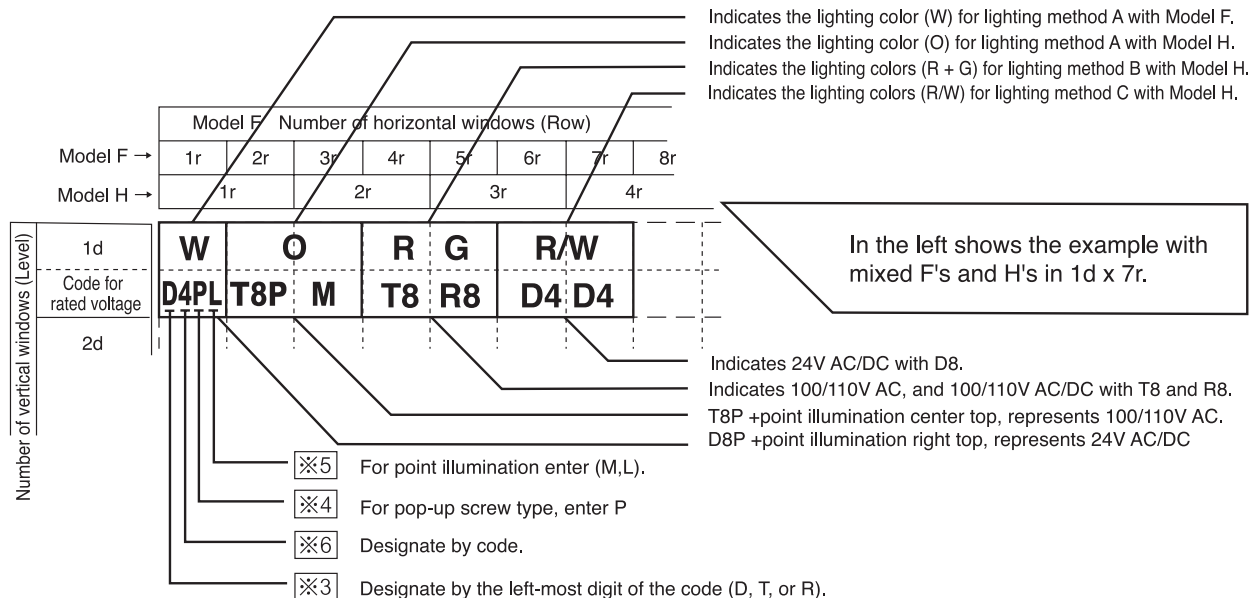 Indicates the lighting color (W) for lighting method A with Model F.
Indicates the lighting color (O) for lighting method A with Model H.
Indicates the lighting colors (R + G) for lighting method B with Model H.
Indicates the lighting colors (R/W) for lighting method C with Model H.
Model F Number of horizontal windows (Row)
Model F → 1r 2r 3r 4r 5r 6r 7r 8r
Model H → 1r 2r 3r 4r
Number of vertical windows (Level)
1d W O R G R/W
Code for
rated voltage
D4PL T8P M T8 R8 D4 D4
2d
In the left shows the example with
mixed F's and H's in 1d x 7r.
Indicates 24V AC/DC with D8.
Indicates 100/110V AC, and 100/110V AC/DC with T8 and R8.
T8P +point illumination center top, represents 100/110V AC.
D8P +point illumination right top, represents 24V AC/DC
※5 For point illumination enter (M,L).
※4 For pop-up screw type, enter P
※6 Designate by code.
※3 Designate by the left-most digit of the code (D, T, or R).